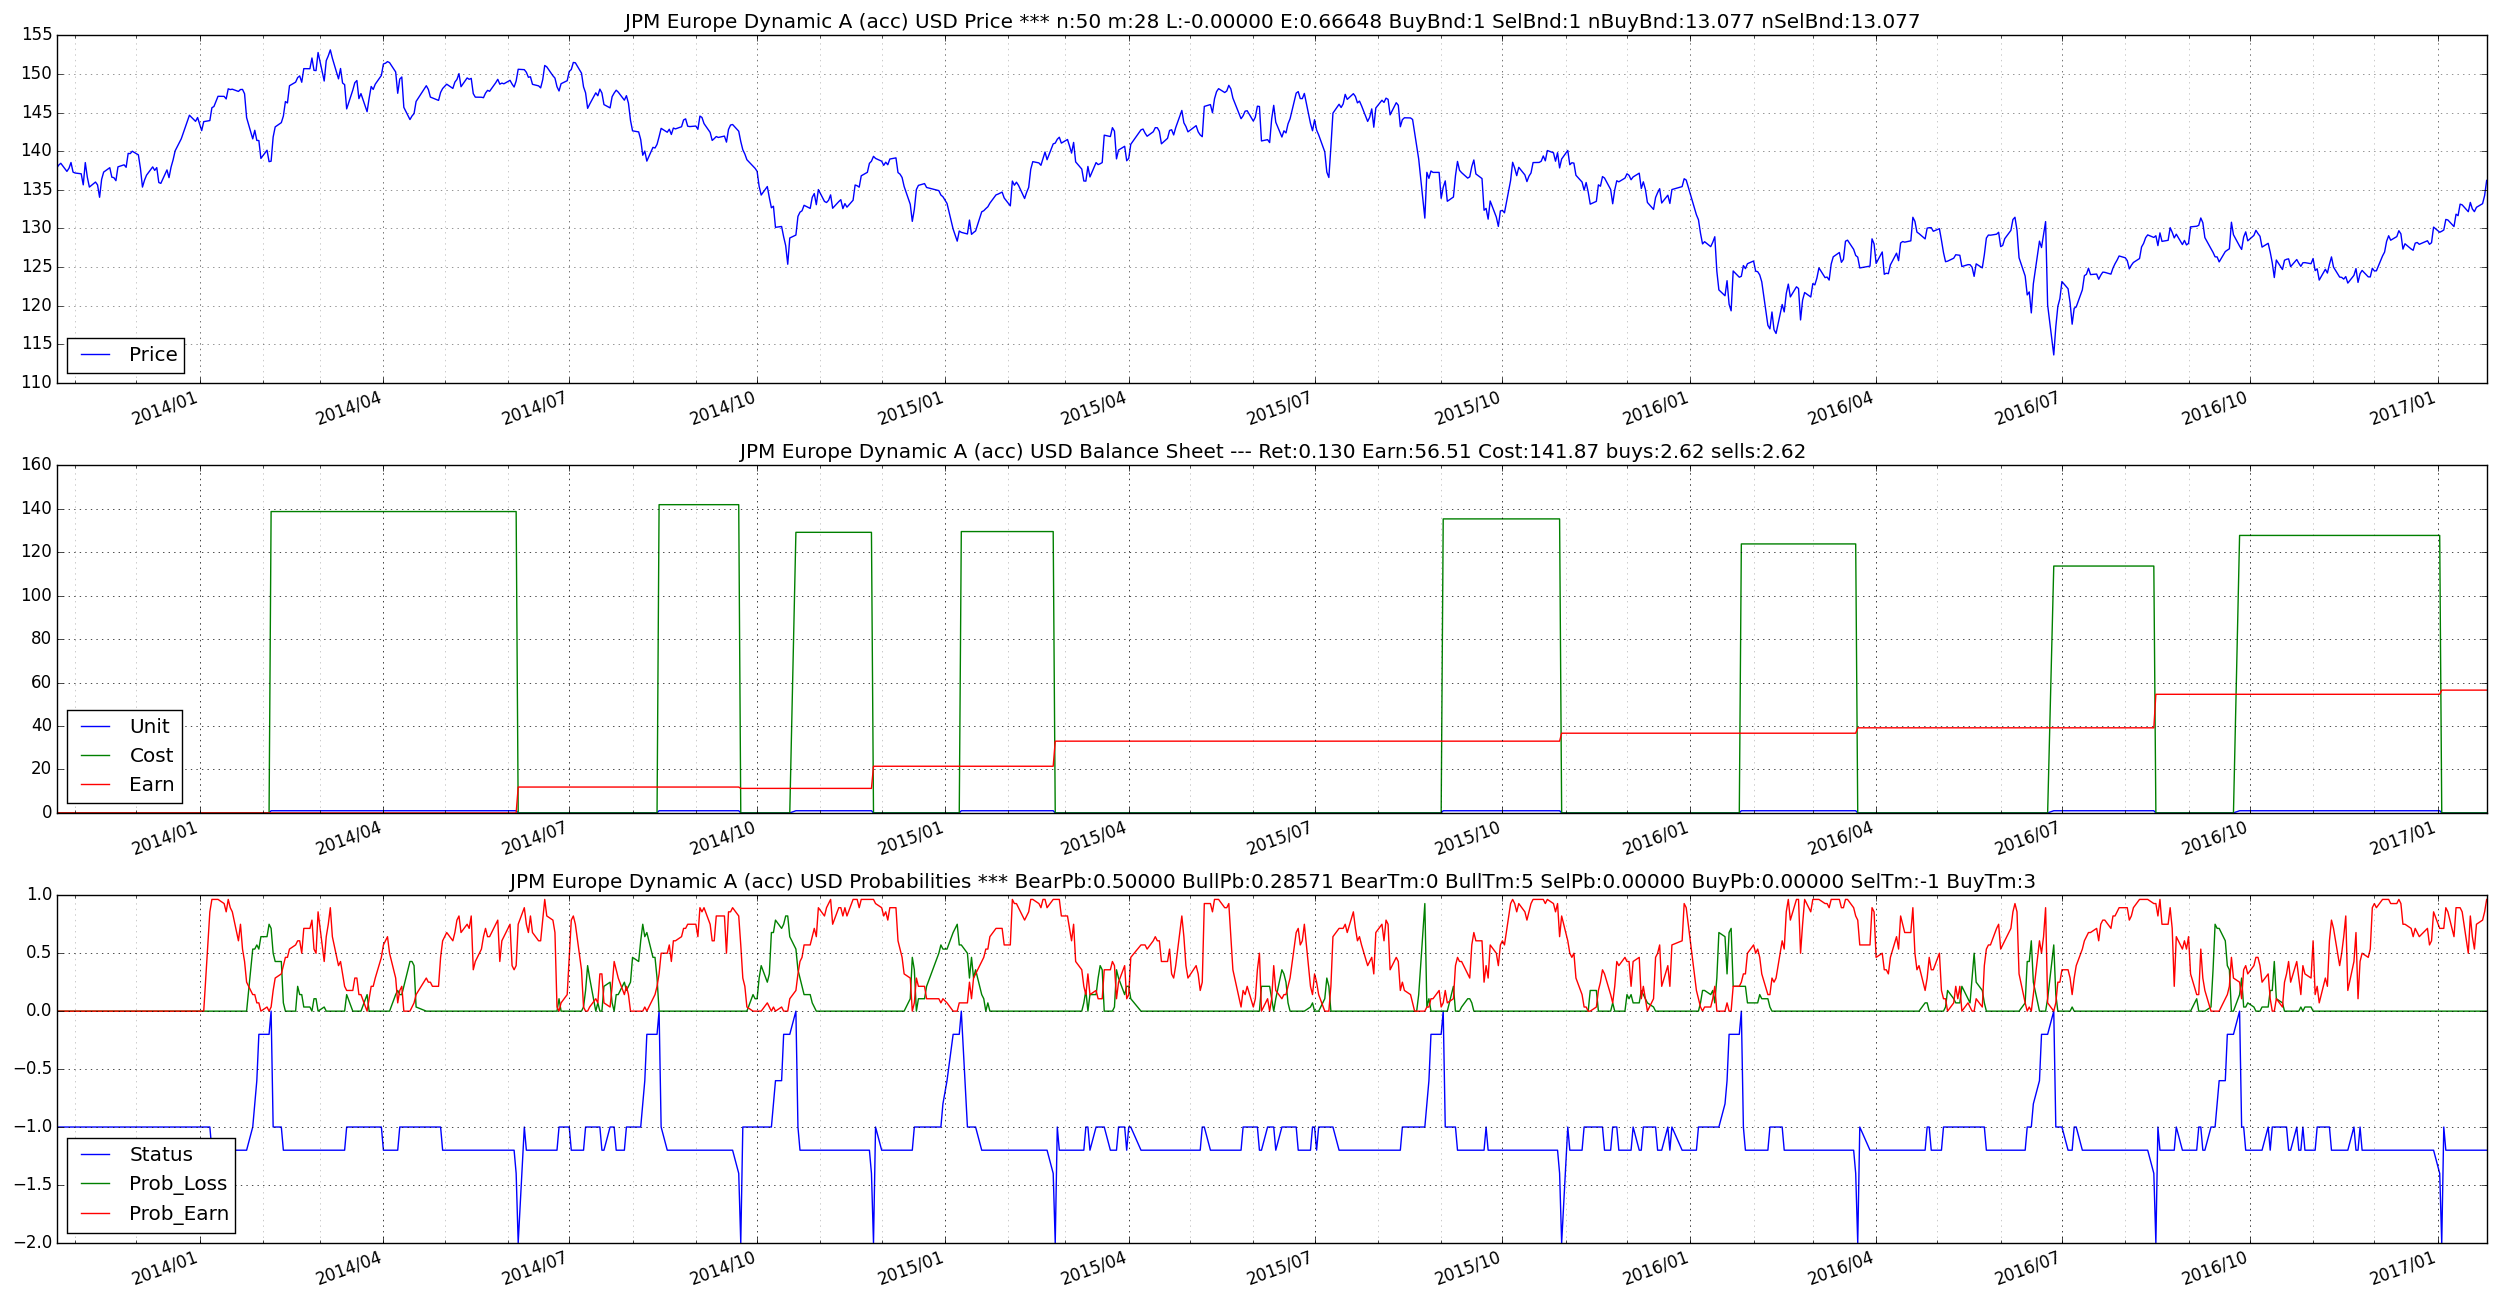 JPM Europe Dynamic A (acc) USD Price *** n:50 m:28 L:-0.00000 E:0.66648 BuyBnd:1 SelBnd:1 nBuyBnd:13.077 nSelBnd:13.077
155
150
145
140
135
130
125
120
115
110
Price
2014/01 2014/04 2014/07 2014/10 2015/01 2015/04 2015/07 2015/10 2016/01 2016/04 2016/07 2016/10 2017/01
JPM Europe Dynamic A (acc) USD Balance Sheet --- Ret:0.130 Earn:56.51 Cost:141.87 buys:2.62 sells:2.62
160
140
120
100
80
60
40
20
0
Unit
Cost
Earn
2014/01 2014/04 2014/07 2014/10 2015/01 2015/04 2015/07 2015/10 2016/01 2016/04 2016/07 2016/10 2017/01
JPM Europe Dynamic A (acc) USD Probabilities *** BearPb:0.50000 BullPb:0.28571 BearTm:0 BullTm:5 SelPb:0.00000 BuyPb:0.00000 SelTm:-1 BuyTm:3
1.0
0.5
0.0
−0.5
−1.0
−1.5
−2.0
Status
Prob_Loss
Prob_Earn
2014/01 2014/04 2014/07 2014/10 2015/01 2015/04 2015/07 2015/10 2016/01 2016/04 2016/07 2016/10 2017/01